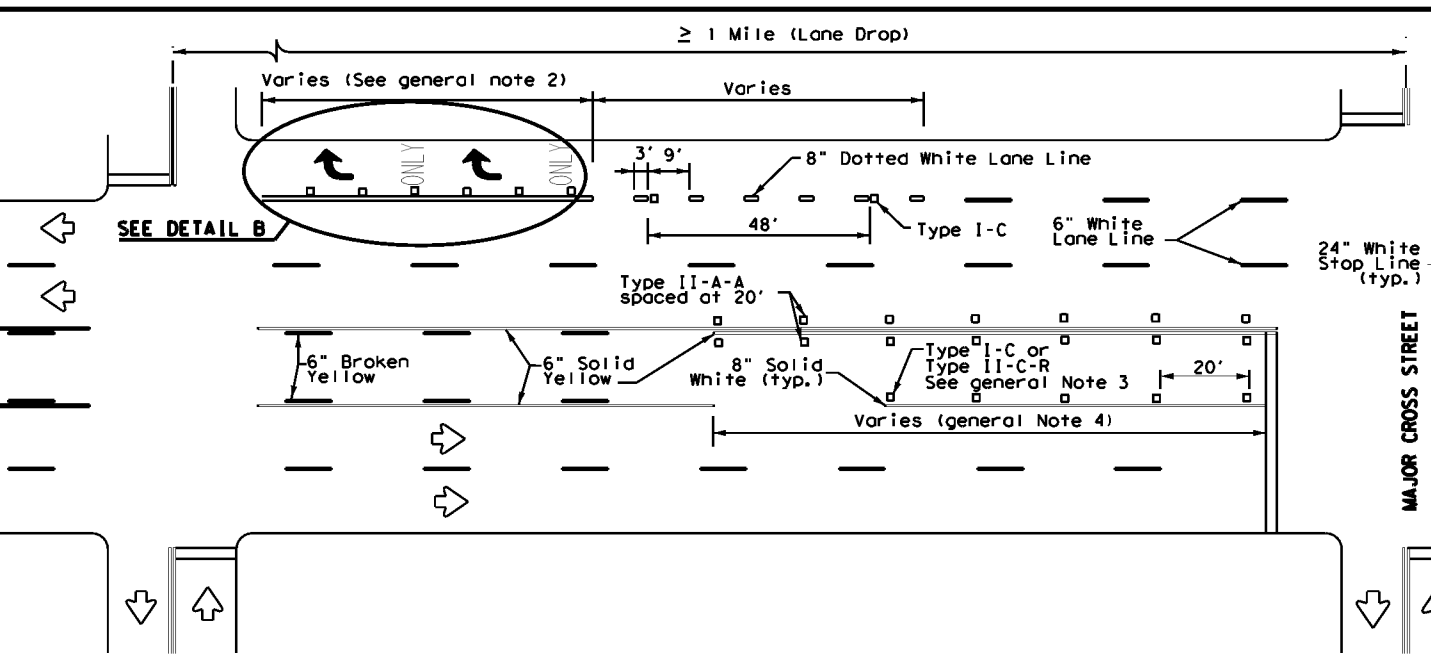 ≥ 1 Mile (Lane Drop)
Varies (See general note 2)
Varies
ONLY
ONLY
3' 9'
8" Dotted White Lane Line
SEE DETAIL B
48'
Type I-C
6" White
Lane Line
24" White
Stop Line
(typ.)
Type II-A-A
spaced at 20'
6" Broken
Yellow
6" Solid
Yellow
8" Solid
White (typ.)
Type I-C or
Type II-C-R
See general Note 3
20'
Varies (general Note 4)
MAJOR CROSS STREET